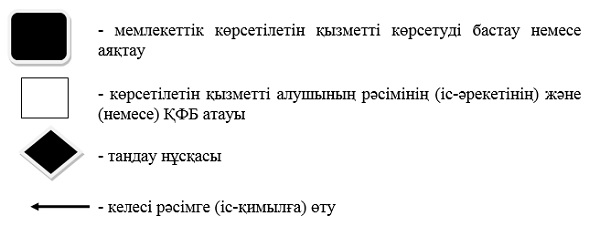 - мемлекеттік көрсетілетін қызметті көрсетуді бастау немесе
аяқтау
- көрсетілетін қызметті алушының рәсімінің (іс-әрекетінің) және
(немесе) ҚФБ атауы
- тандау нұсқасы
- келесі рәсімге (іс-қимылға) өту